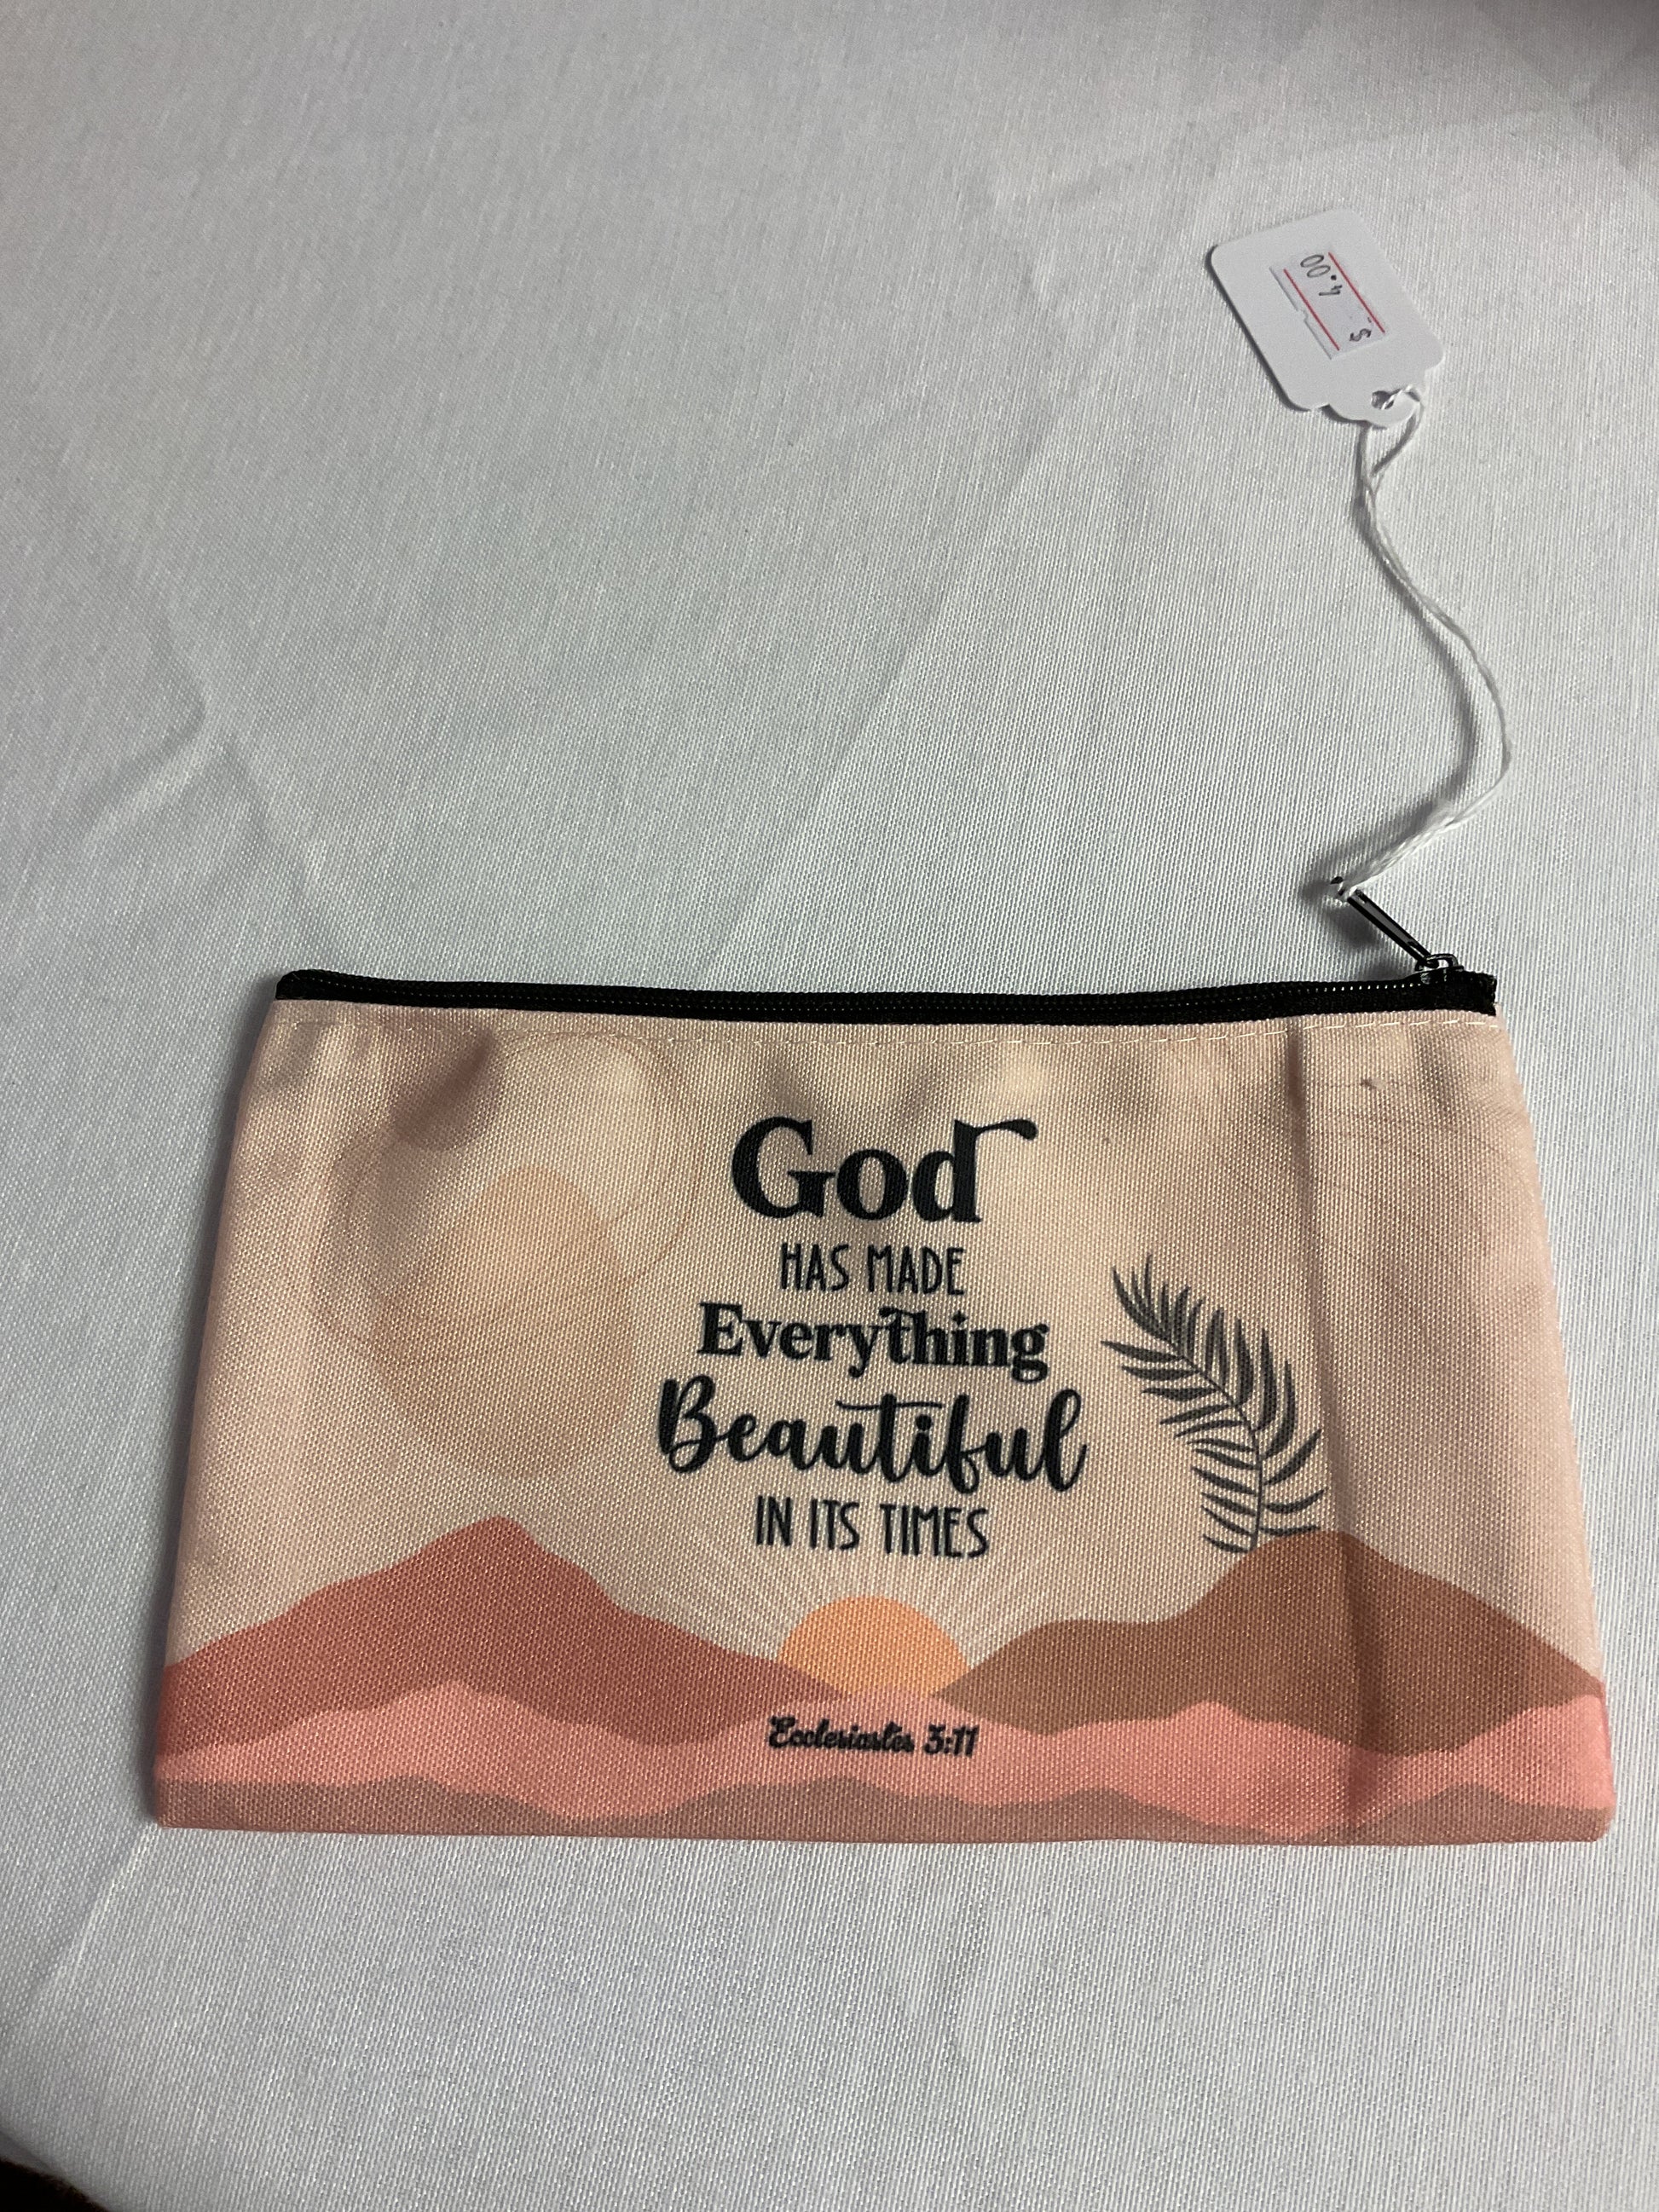 $ 4.00
God
HAS MADE
Everything
Beautiful
IN ITS TIMES
Ecclesiastes 3:11